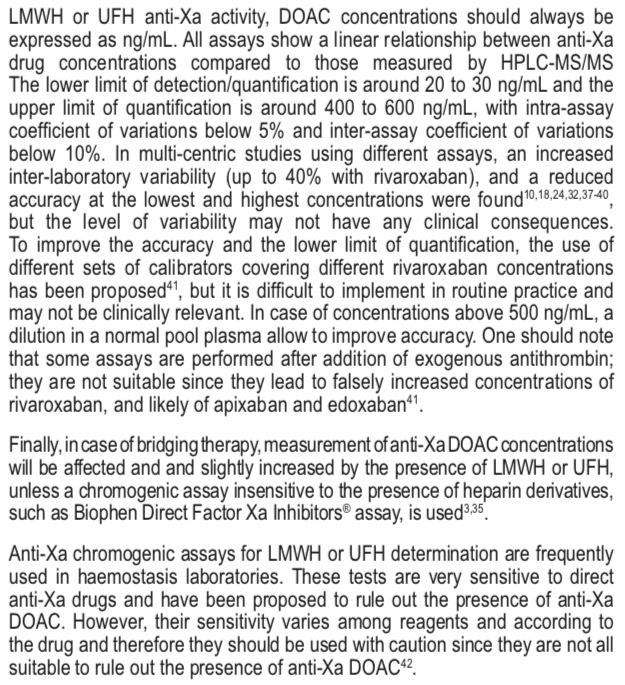 LMWH or UFH anti-Xa activity, DOAC concentrations should always be
expressed as ng/mL. All assays show a linear relationship between anti-Xa
drug concentrations compared to those measured by HPLC-MS/MS
The lower limit of detection/quantification is around 20 to 30 ng/mL and the
upper limit of quantification is around 400 to 600 ng/mL, with intra-assay
coefficient of variations below 5% and inter-assay coefficient of variations
below 10%. In multi-centric studies using different assays, an increased
inter-laboratory variability (up to 40% with rivaroxaban), and a reduced
accuracy at the lowest and highest concentrations were found10,18,24,32,37-40,
but the level of variability may not have any clinical consequences.
To improve the accuracy and the lower limit of quantification, the use of
different sets of calibrators covering different rivaroxaban concentrations
has been proposed41, but it is difficult to implement in routine practice and
may not be clinically relevant. In case of concentrations above 500 ng/mL, a
dilution in a normal pool plasma allow to improve accuracy. One should note
that some assays are performed after addition of exogenous antithrombin;
they are not suitable since they lead to falsely increased concentrations of
rivaroxaban, and likely of apixaban and edoxaban41.
Finally, in case of bridging therapy, measurement of anti-Xa DOAC concentrations
will be affected and and slightly increased by the presence of LMWH or UFH,
unless a chromogenic assay insensitive to the presence of heparin derivatives,
such as Biophen Direct Factor Xa Inhibitors® assay, is used3,35.
Anti-Xa chromogenic assays for LMWH or UFH determination are frequently
used in haemostasis laboratories. These tests are very sensitive to direct
anti-Xa drugs and have been proposed to rule out the presence of anti-Xa
DOAC. However, their sensitivity varies among reagents and according to
the drug and therefore they should be used with caution since they are not all
suitable to rule out the presence of anti-Xa DOAC42.